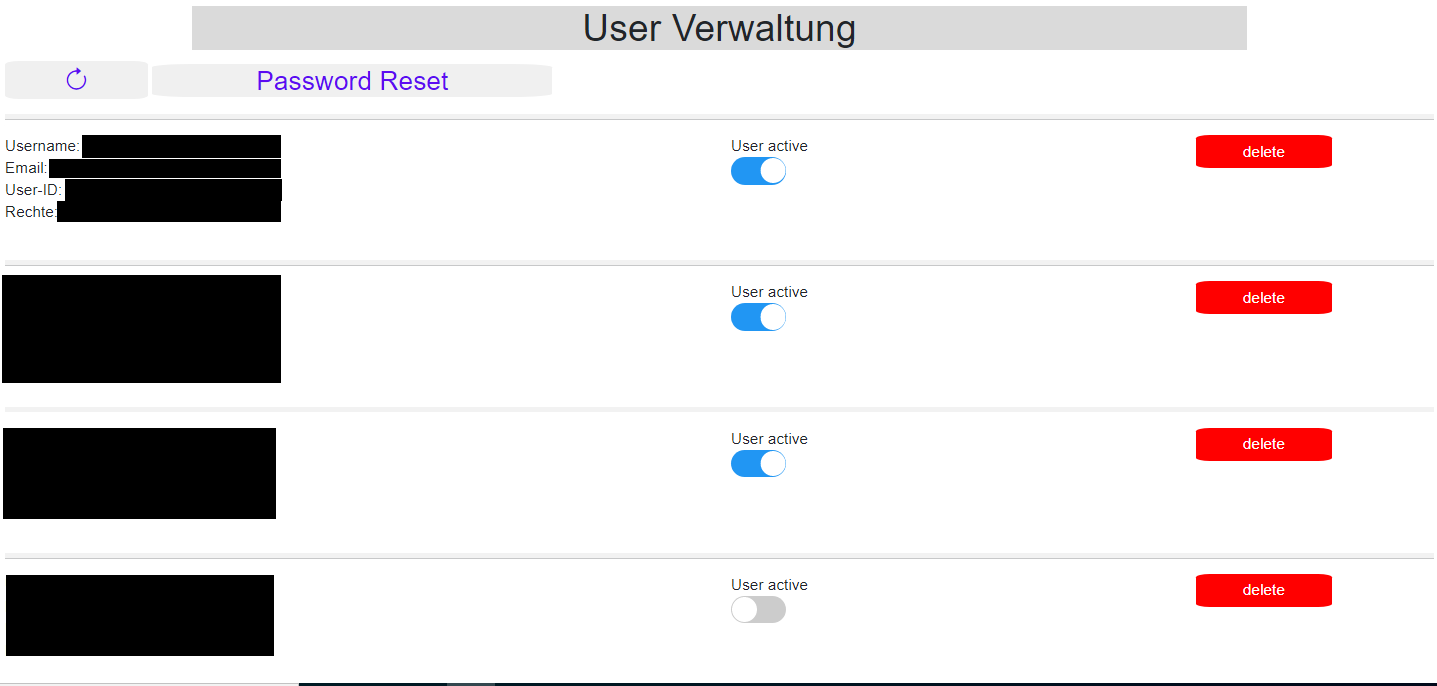 User Verwaltung
Password Reset
Username:
User active
delete
Email:
User-ID:
Rechte:
User active
delete
User active
delete
User active
delete